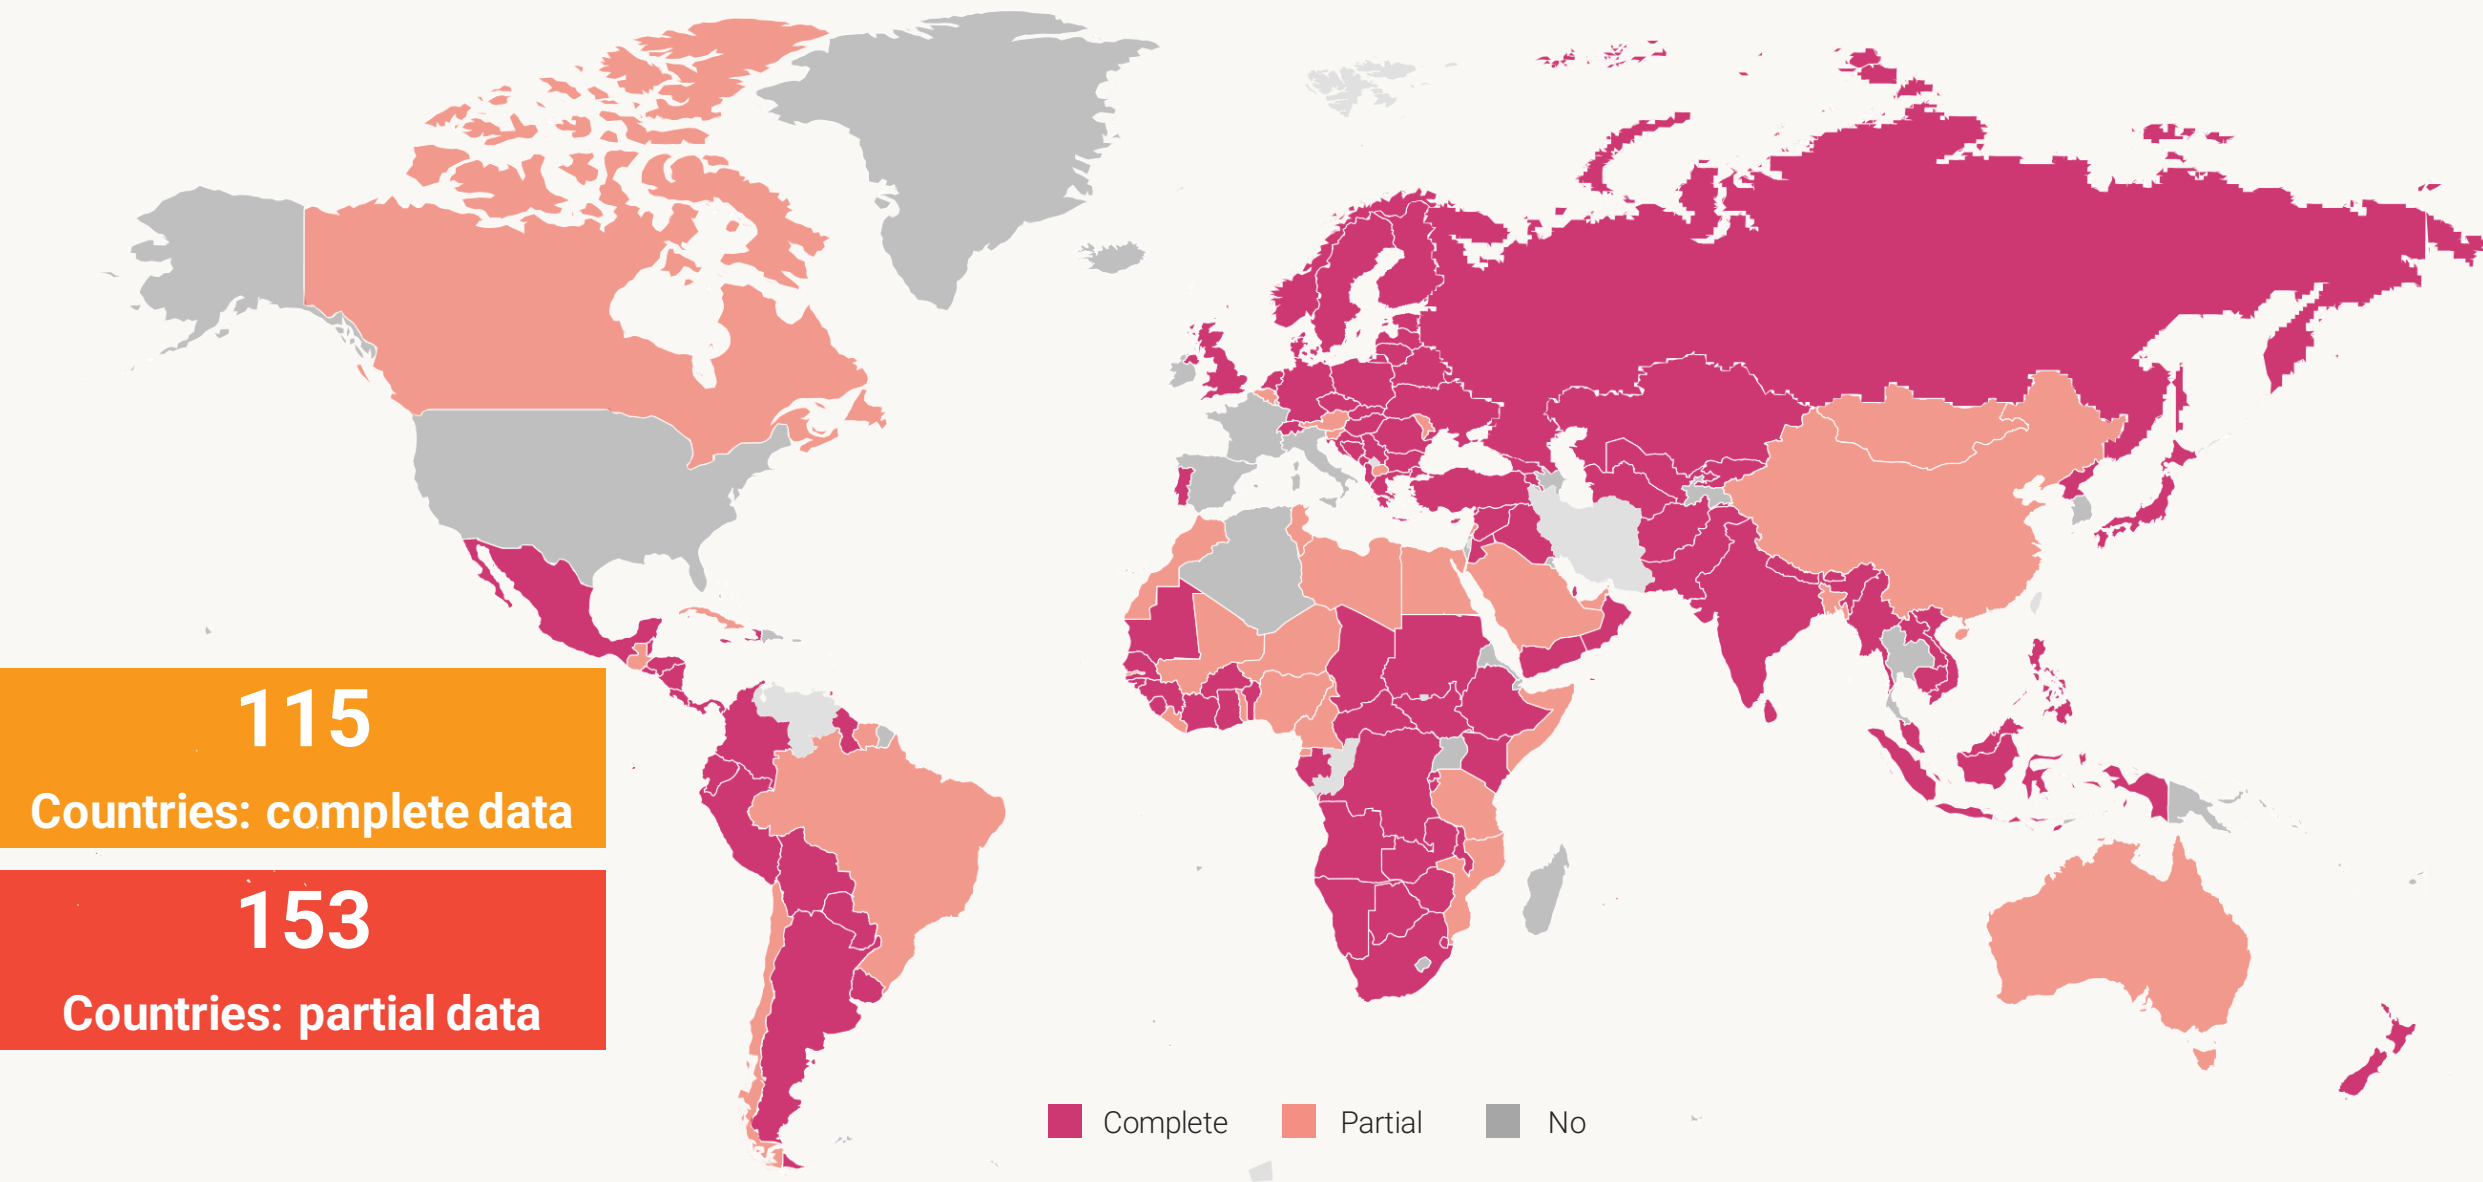 115
Countries: complete data
153
Countries: partial data
Complete
Partial
No